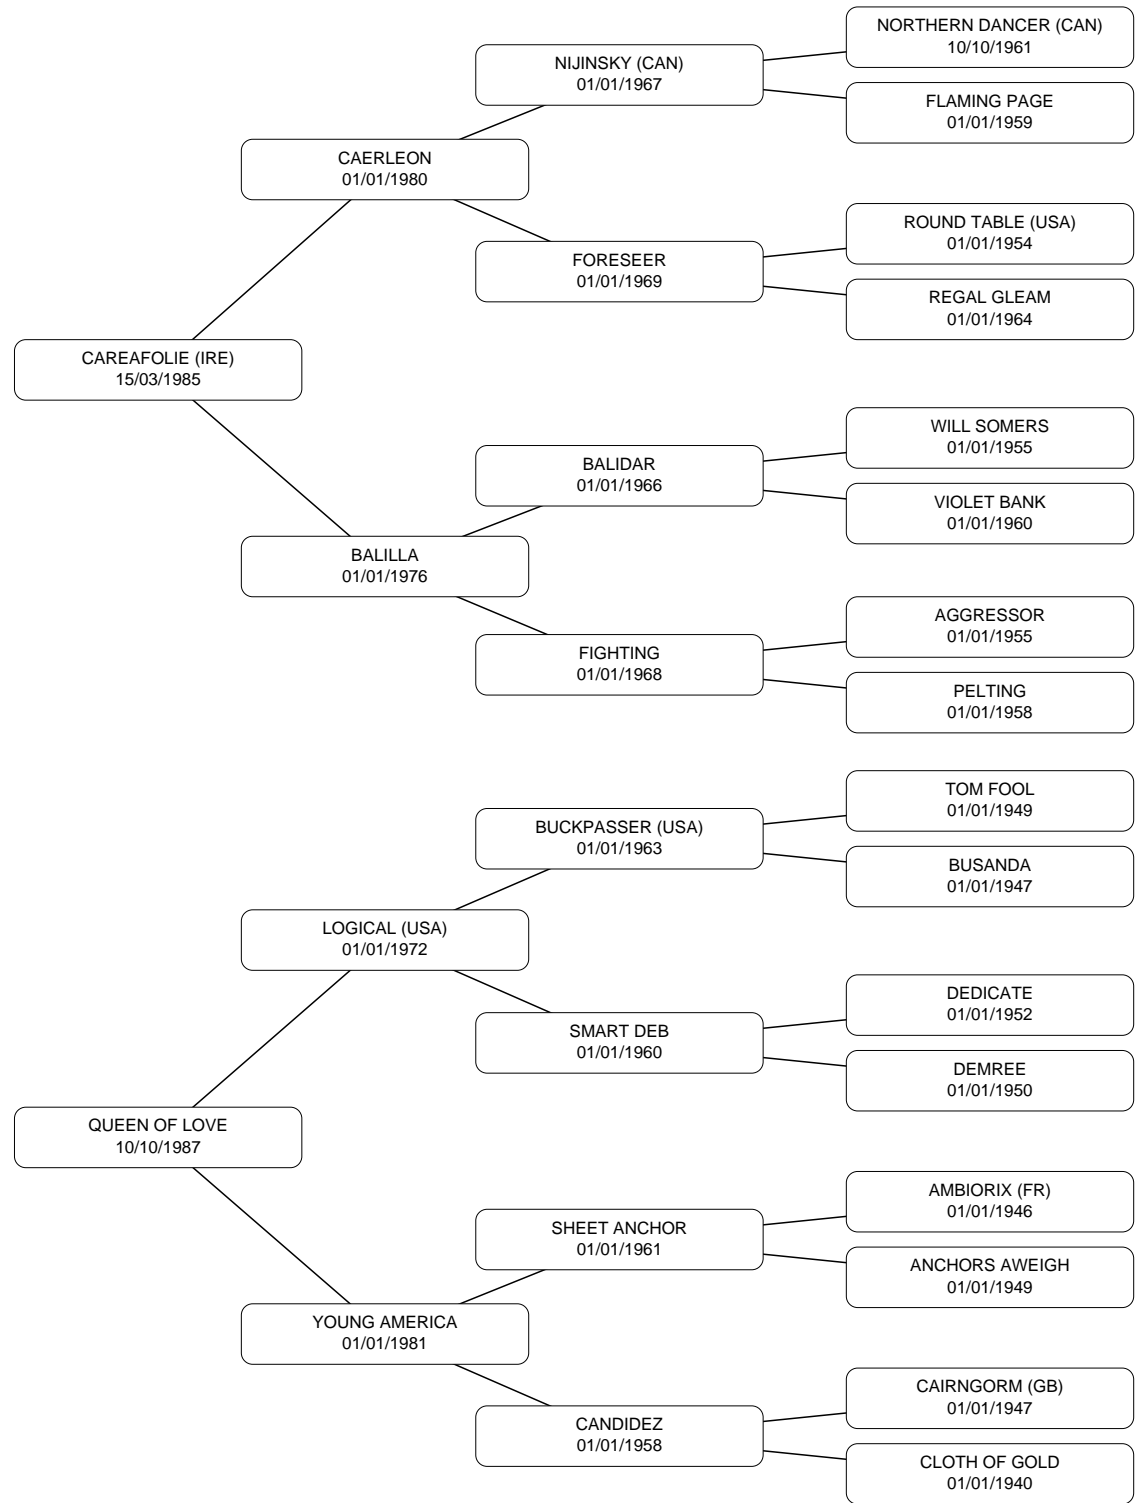 NORTHERN DANCER (CAN)
10/10/1961
NIJINSKY (CAN)
01/01/1967
FLAMING PAGE
01/01/1959
CAERLEON
01/01/1980
ROUND TABLE (USA)
01/01/1954
FORESEER
01/01/1969
REGAL GLEAM
01/01/1964
CAREAFOLIE (IRE)
15/03/1985
WILL SOMERS
01/01/1955
BALIDAR
01/01/1966
VIOLET BANK
01/01/1960
BALILLA
01/01/1976
AGGRESSOR
01/01/1955
FIGHTING
01/01/1968
PELTING
01/01/1958
TOM FOOL
01/01/1949
BUCKPASSER (USA)
01/01/1963
BUSANDA
01/01/1947
LOGICAL (USA)
01/01/1972
DEDICATE
01/01/1952
SMART DEB
01/01/1960
DEMREE
01/01/1950
QUEEN OF LOVE
10/10/1987
AMBIORIX (FR)
01/01/1946
SHEET ANCHOR
01/01/1961
ANCHORS AWEIGH
01/01/1949
YOUNG AMERICA
01/01/1981
CAIRNGORM (GB)
01/01/1947
CANDIDEZ
01/01/1958
CLOTH OF GOLD
01/01/1940